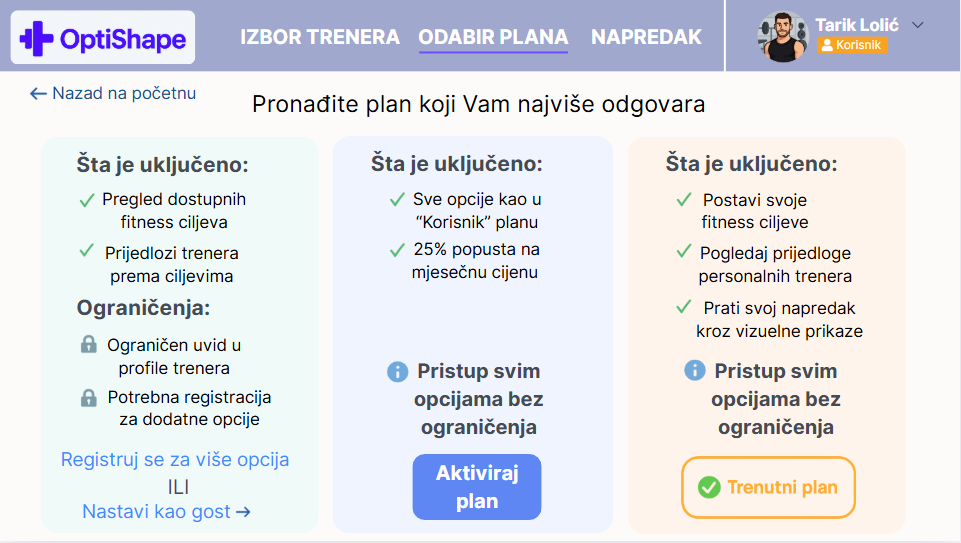 OptiShape
IZBOR TRENERA
ODABIR PLANA
NAPREDAK
Tarik Lolić
Korisnik
← Nazad na početnu
Pronađite plan koji Vam najviše odgovara
Šta je uključeno:
Pregled dostupnih
fitness ciljeva
Prijedlozi trenera
prema ciljevima
Ograničenja:
Ograničen uvid u
profile trenera
Potrebna registracija
za dodatne opcije
Registruj se za više opcija
ILI
Nastavi kao gost →
Šta je uključeno:
Sve opcije kao u
“Korisnik” planu
25% popusta na
mjesečnu cijenu
Pristup svim
opcijama bez
ograničenja
Aktiviraj
plan
Šta je uključeno:
Postavi svoje
fitness ciljeve
Pogledaj prijedloge
personalnih trenera
Prati svoj napredak
kroz vizuelne prikaze
Pristup svim
opcijama bez
ograničenja
Trenutni plan